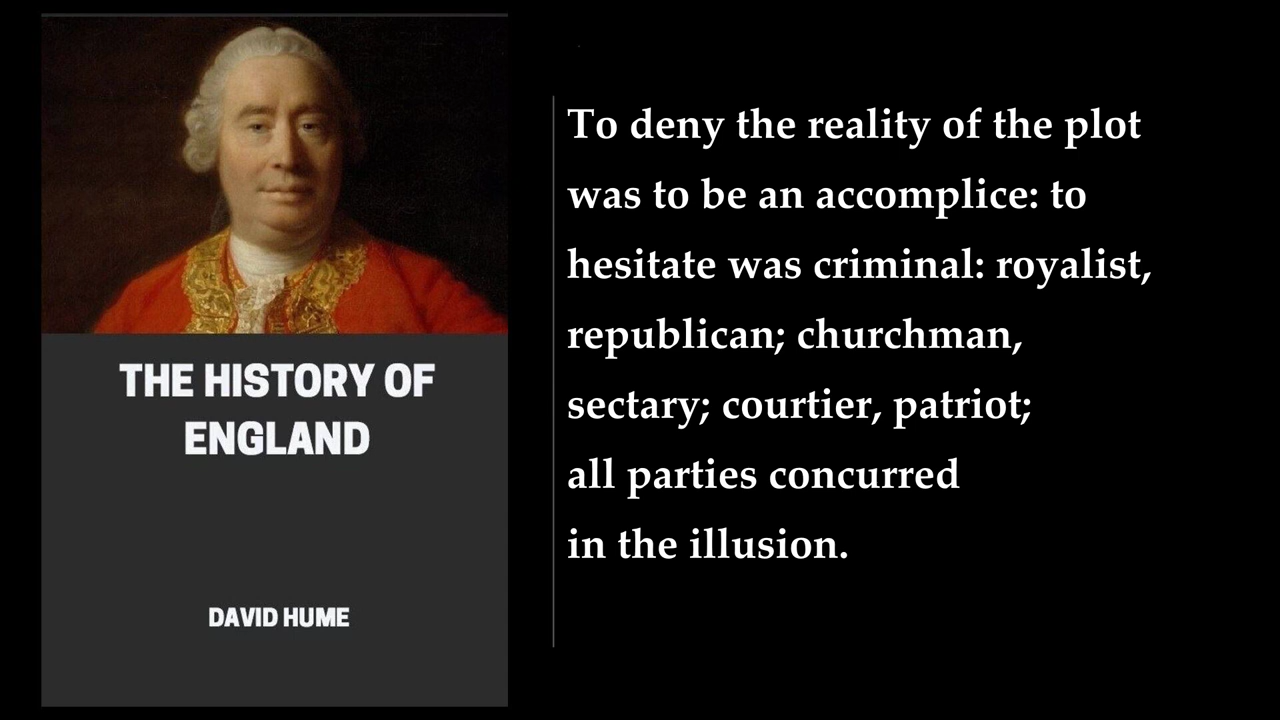 THE HISTORY OF
ENGLAND
DAVID HUME
To deny the reality of the plot
was to be an accomplice: to
hesitate was criminal: royalist,
republican; churchman,
sectary; courtier, patriot;
all parties concurred
in the illusion.